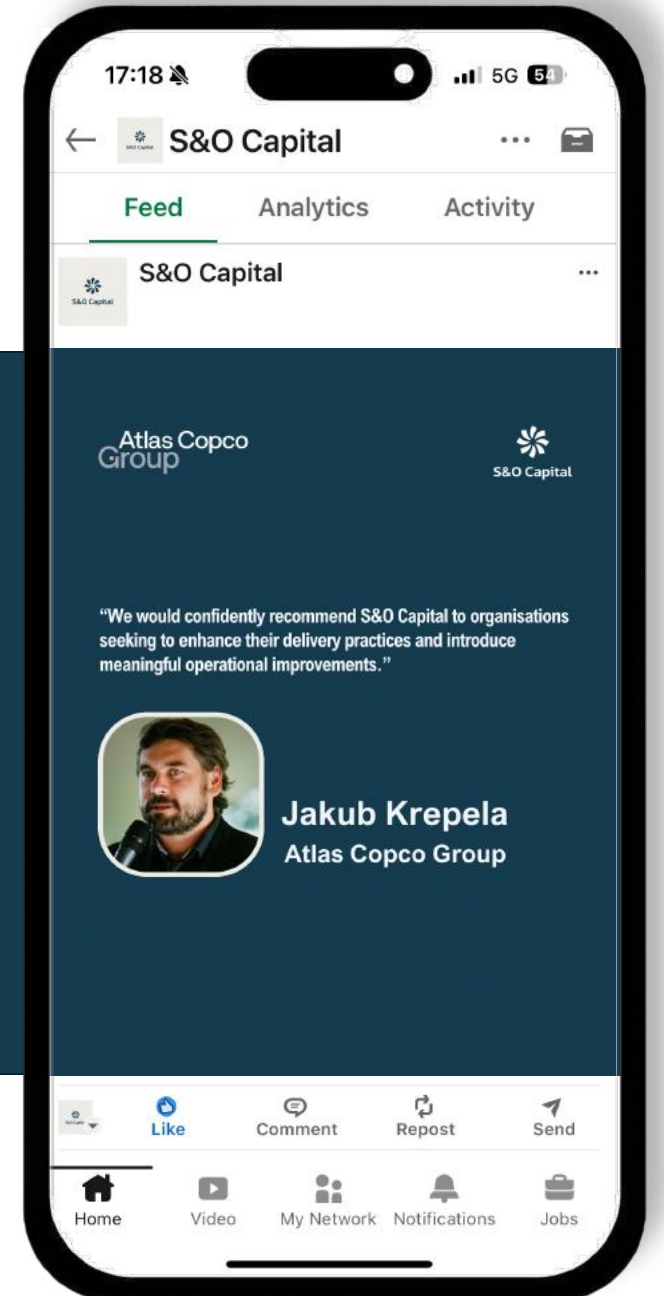 17:18
5G 54
S&O Capital
Feed Analytics Activity
S&O Capital
S&O Capital
Atlas Copco
Group
S&O Capital
“We would confidently recommend S&O Capital to organisations
seeking to enhance their delivery practices and introduce
meaningful operational improvements.”
Jakub Krepela
Atlas Copco Group
Like Comment Repost Send
Home Video My Network Notifications Jobs